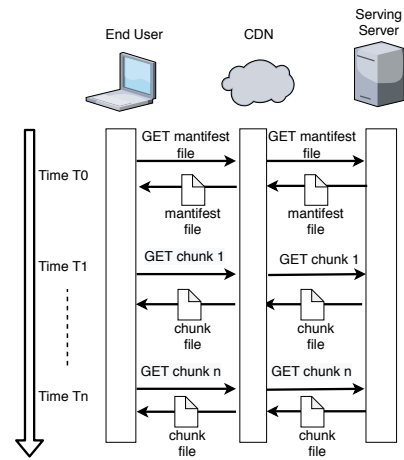 End User
CDN
Serving
Server
GET mantifest
file
GET mantifest
file
Time T0
mantifest
file
mantifest
file
Time T1
GET chunk 1
GET chunk 1
chunk
file
chunk
file
GET chunk n
GET chunk n
Time Tn
chunk
file
chunk
file